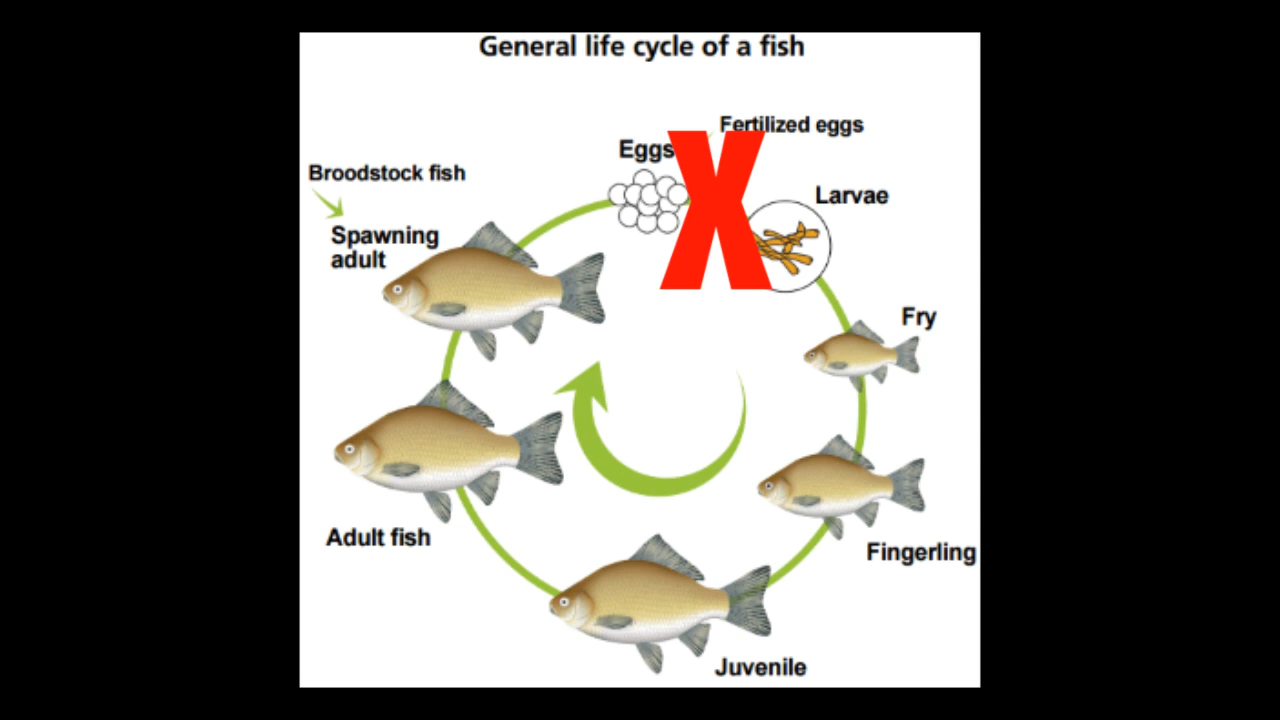 General life cycle of a fish
Fertilized eggs
Eggs
Broodstock fish
Larvae
Spawning
adult
Fry
Adult fish
Fingerling
Juvenile